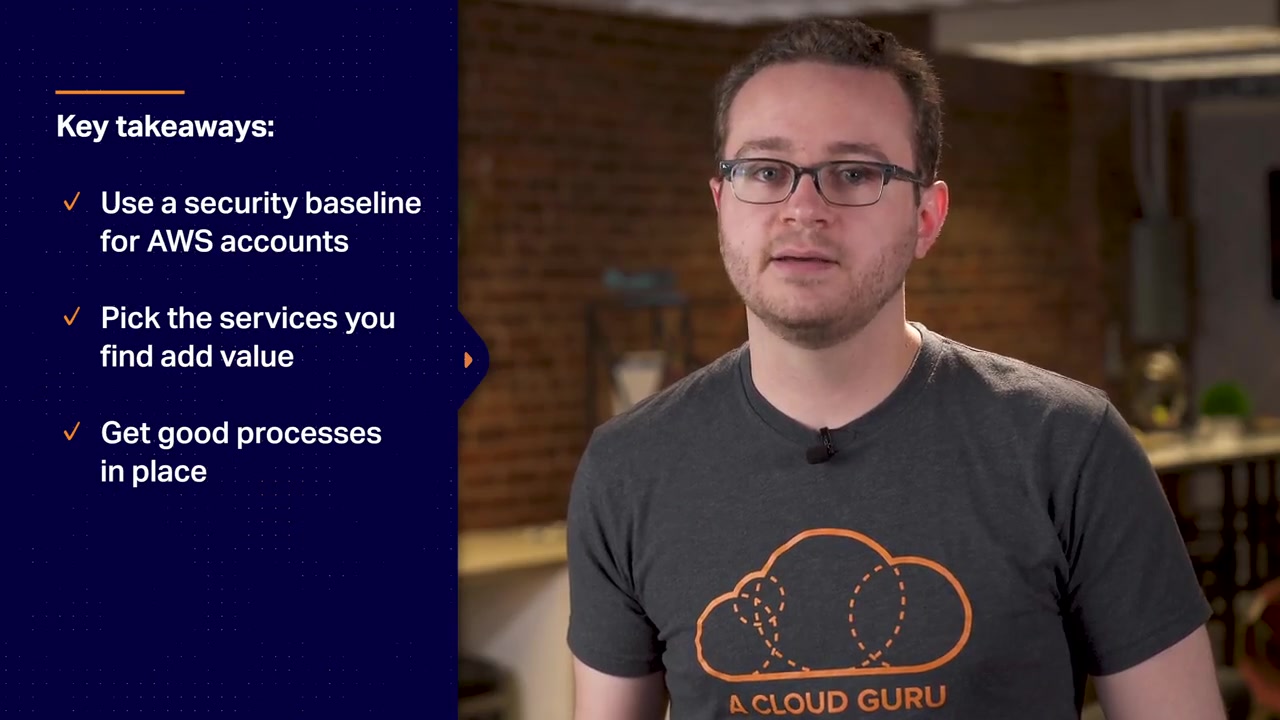 Key takeaways:
✓ Use a security baseline
for AWS accounts
✓ Pick the services you
find add value
✓ Get good processes
in place
A CLOUD GURU